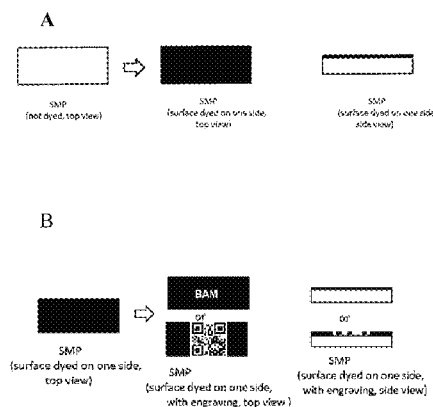 A
SMP
(not dyed, top view)
SMP
(surface dyed on one side,
top view)
SMP
(surface dyed on one side
side view)
B
BAM
or
SMP
(surface dyed on one side,
top view)
SMP
(surface dyed on one side,
with engraving, top view)
or
SMP
(surface dyed on one side,
with engraving, side view)